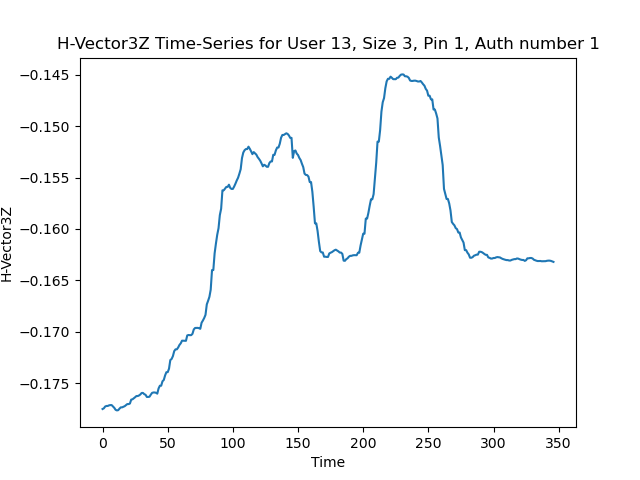 H-Vector3Z Time-Series for User 13, Size 3, Pin 1, Auth number 1
−0.145
−0.150
−0.155
−0.160
−0.165
−0.170
−0.175
H-Vector3Z
0 50 100 150 200 250 300 350
Time